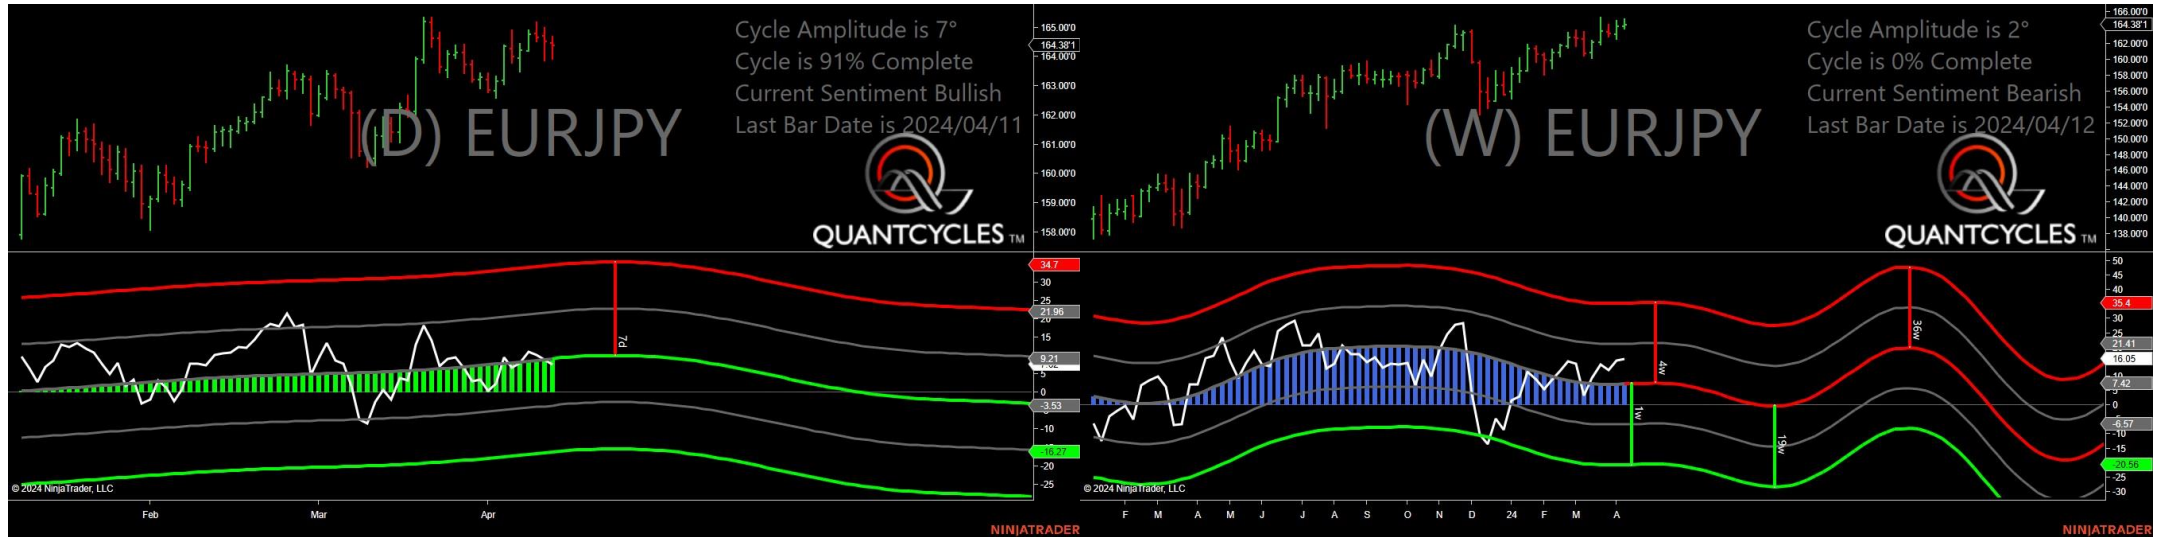 Cycle Amplitude is 7°
Cycle is 91% Complete
Current Sentiment Bullish
Last Bar Date is 2024/04/11
(D) EURJPY
QUANTCYCLES TM
165.00'0
164.38'1
164.00'0
163.00'0
162.00'0
161.00'0
160.00'0
159.00'0
158.00'0
34.7
30
25
21.96
20
15
9.21
5
0
-3.53
-10
-16.27
-20
-25
7d
© 2024 NinjaTrader, LLC
Feb
Mar
Apr
NINJATRADER
Cycle Amplitude is 2°
Cycle is 0% Complete
Current Sentiment Bearish
Last Bar Date is 2024/04/12
(W) EURJPY
QUANTCYCLES TM
166.00'0
164.38'1
162.00'0
160.00'0
158.00'0
156.00'0
154.00'0
152.00'0
150.00'0
148.00'0
146.00'0
144.00'0
142.00'0
140.00'0
138.00'0
50
45
40
35.4
30
25
21.41
16.05
7.42
0
-6.57
-10
-15
-20.56
-25
-30
4w
1w
19w
36w
© 2024 NinjaTrader, LLC
F
M
A
M
J
J
A
S
O
N
D
24
F
M
A
NINJATRADER